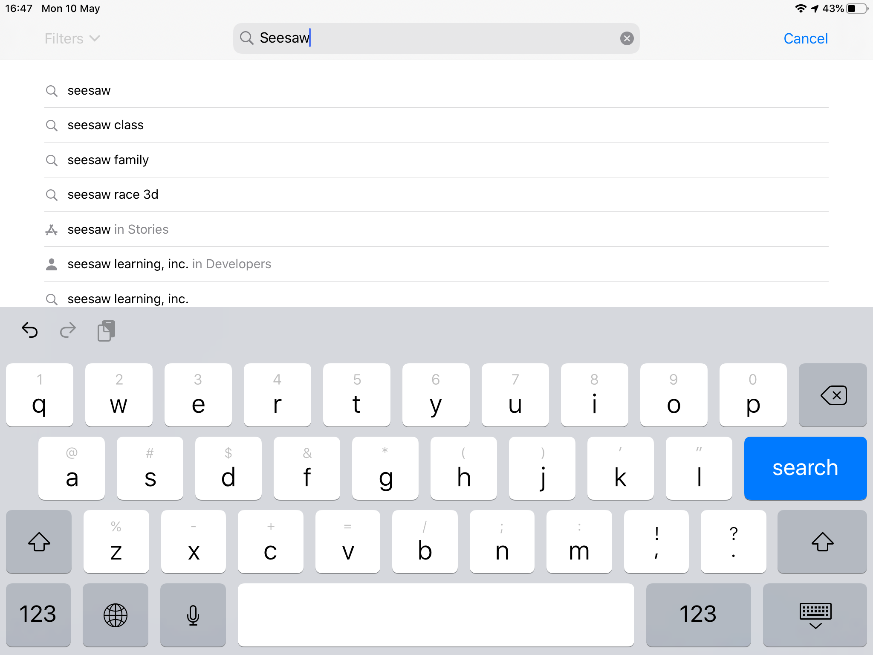 16:47 Mon 10 May 43%
Filters Seesaw Cancel
seesaw
seesaw class
seesaw family
seesaw race 3d
seesaw in Stories
seesaw learning, inc. in Developers
seesaw learning, inc.
1 2 3 4 5 6 7 8 9 0
q w e r t y u i o p
@ # $ & * ( ) ' "
a s d f g h j k l search
% - + = / ; : ! ?
z x c v b n m , .
123 123